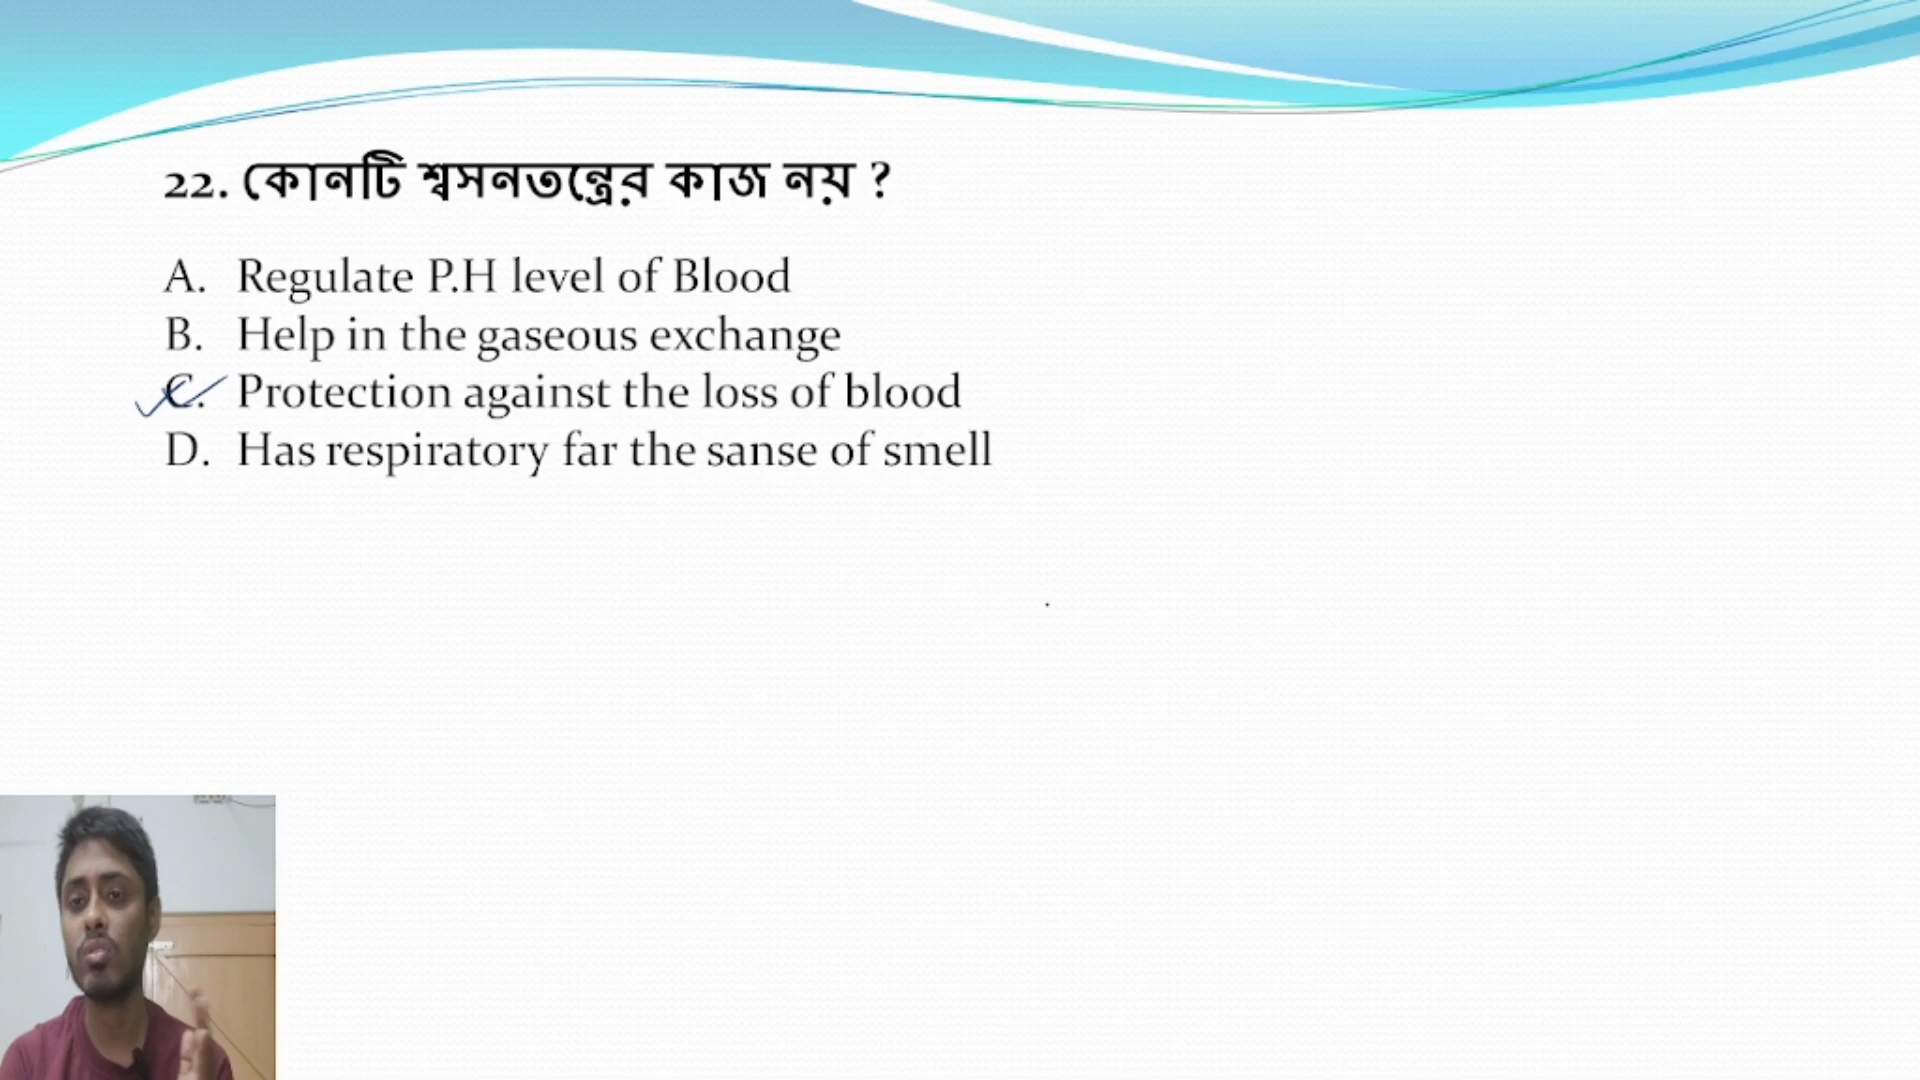 22. কোনটি শ্বসনতন্ত্রের কাজ নয় ?
A. Regulate P.H level of Blood
B. Help in the gaseous exchange
C. Protection against the loss of blood
D. Has respiratory far the sanse of smell